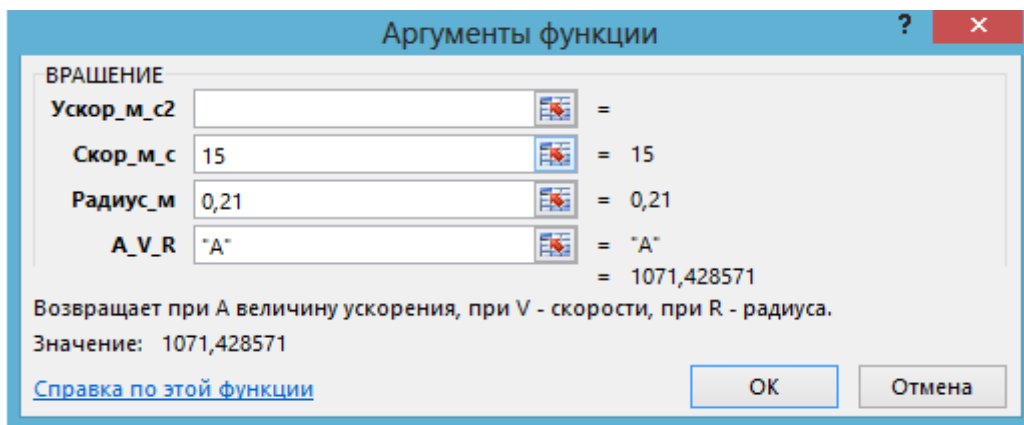 Аргументы функции ? ×
ВРАЩЕНИЕ
Ускор_м_с2 =
Скор_м_с 15 = 15
Радиус_м 0,21 = 0,21
A_V_R "A" = "A"
= 1071,428571
Возвращает при A величину ускорения, при V - скорости, при R - радиуса.
Значение: 1071,428571
Справка по этой функции ОК Отмена